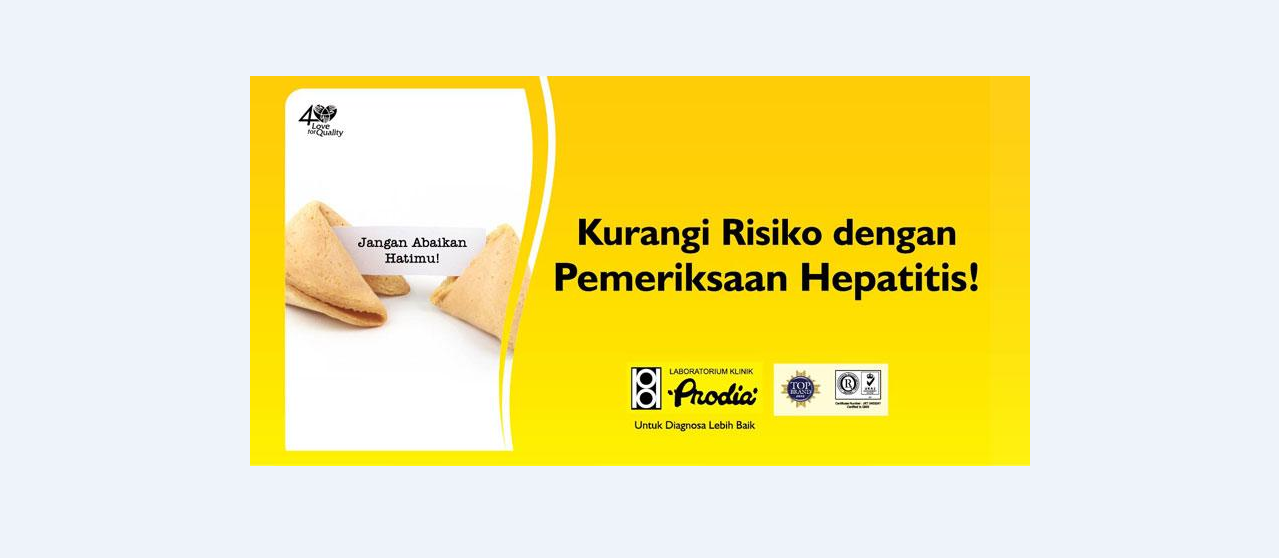 40
Love
for Quality
Jangan Abaikan
Hatimu!
Kurangi Risiko dengan
Pemeriksaan Hepatitis!
LABORATORIUM KLINIK
Prodia
Untuk Diagnosa Lebih Baik
TOP
BRAND
R